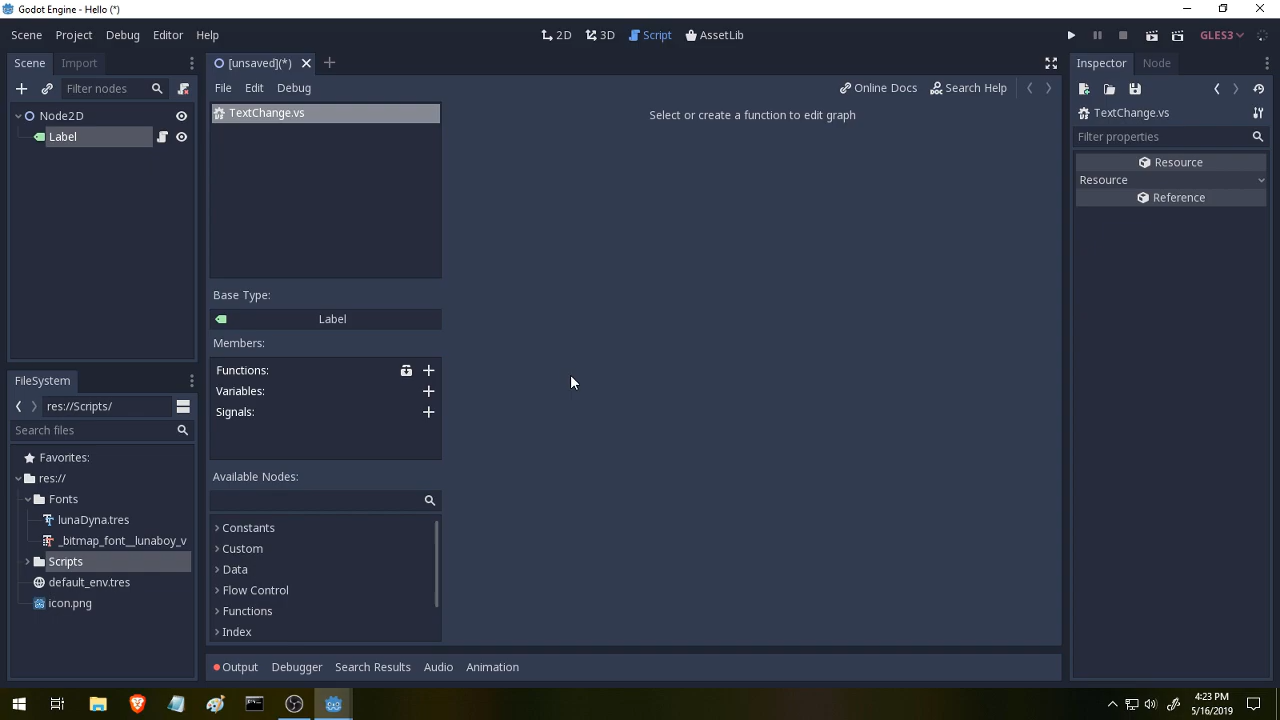 Godot Engine - Hello (*)
Scene Project Debug Editor Help
2D 3D Script AssetLib
GLES3
Scene Import
[unsaved](*)
Inspector Node
Filter nodes
File Edit Debug
Online Docs Search Help
Node2D
Label
TextChange.vs
Select or create a function to edit graph
TextChange.vs
Filter properties
Resource
Resource
Reference
Base Type:
Label
Members:
Functions:
Variables:
Signals:
Available Nodes:
Constants
Custom
Data
Flow Control
Functions
Index
FileSystem
res://Scripts/
Search files
Favorites:
res://
Fonts
lunaDyna.tres
_bitmap_font__lunaboy_v
Scripts
default_env.tres
icon.png
Output Debugger Search Results Audio Animation
4:23 PM
5/16/2019